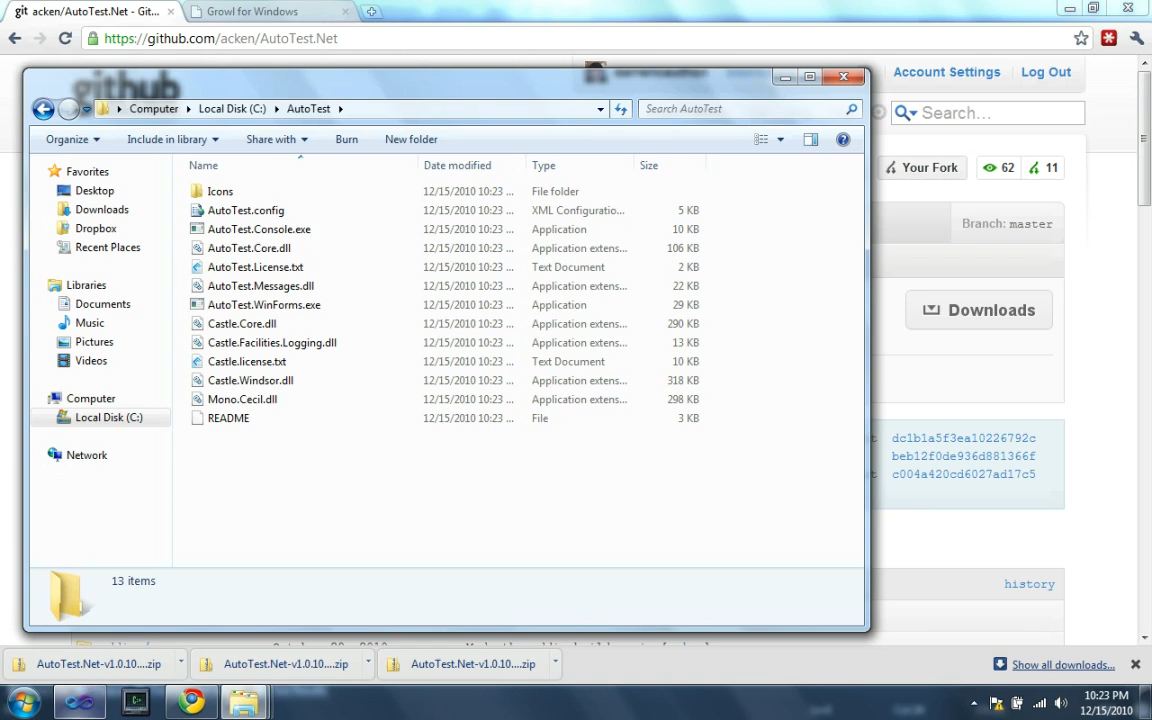 git acken/AutoTest.Net - Git...
Growl for Windows
https://github.com/acken/AutoTest.Net
github
Account Settings
Log Out
Computer
Local Disk (C:)
AutoTest
Search AutoTest
Search...
Organize
Include in library
Share with
Burn
New folder
Your Fork
62
11
Name
Date modified
Type
Size
Favorites
Desktop
Downloads
Dropbox
Recent Places
Libraries
Documents
Music
Pictures
Videos
Computer
Local Disk (C:)
Network
Icons 12/15/2010 10:23 ... File folder
AutoTest.config 12/15/2010 10:23 ... XML Configuratio... 5 KB
AutoTest.Console.exe 12/15/2010 10:23 ... Application 10 KB
AutoTest.Core.dll 12/15/2010 10:23 ... Application extens... 106 KB
AutoTest.License.txt 12/15/2010 10:23 ... Text Document 2 KB
AutoTest.Messages.dll 12/15/2010 10:23 ... Application extens... 22 KB
AutoTest.WinForms.exe 12/15/2010 10:23 ... Application 29 KB
Castle.Core.dll 12/15/2010 10:23 ... Application extens... 290 KB
Castle.Facilities.Logging.dll 12/15/2010 10:23 ... Application extens... 13 KB
Castle.license.txt 12/15/2010 10:23 ... Text Document 10 KB
Castle.Windsor.dll 12/15/2010 10:23 ... Application extens... 318 KB
Mono.Cecil.dll 12/15/2010 10:23 ... Application extens... 298 KB
README 12/15/2010 10:23 ... File 3 KB
Branch: master
Downloads
dc1b1a5f3ea10226792c
beb12f0de936d881366f
c004a420cd6027ad17c5
history
13 items
AutoTest.Net-v1.0.10....zip
AutoTest.Net-v1.0.10....zip
AutoTest.Net-v1.0.10....zip
Show all downloads...
10:23 PM
12/15/2010